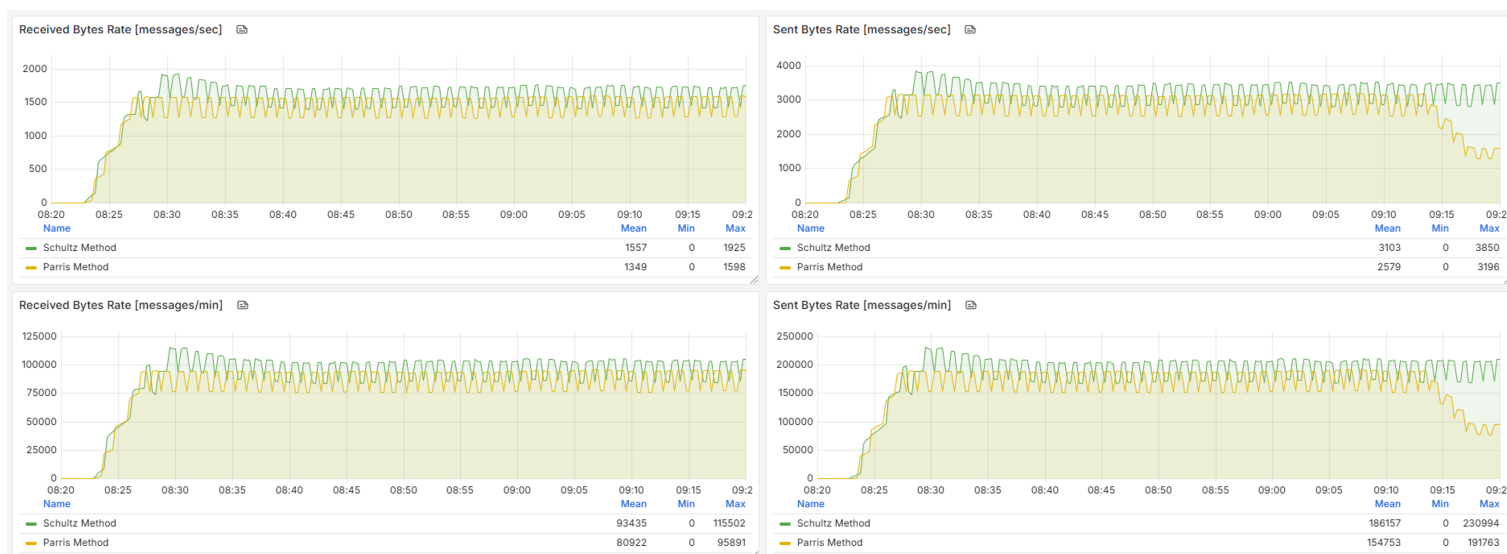 Received Bytes Rate [messages/sec]
2000
1500
1000
500
0
08:20 08:25 08:30 08:35 08:40 08:45 08:50 08:55 09:00 09:05 09:10 09:15 09:2
Name Mean Min Max
Schultz Method 1557 0 1925
Parris Method 1349 0 1598
Sent Bytes Rate [messages/sec]
4000
3000
2000
1000
0
08:20 08:25 08:30 08:35 08:40 08:45 08:50 08:55 09:00 09:05 09:10 09:15 09:2
Name Mean Min Max
Schultz Method 3103 0 3850
Parris Method 2579 0 3196
Received Bytes Rate [messages/min]
125000
100000
75000
50000
25000
0
08:20 08:25 08:30 08:35 08:40 08:45 08:50 08:55 09:00 09:05 09:10 09:15 09:2
Name Mean Min Max
Schultz Method 93435 0 115502
Parris Method 80922 0 95891
Sent Bytes Rate [messages/min]
250000
200000
150000
100000
50000
0
08:20 08:25 08:30 08:35 08:40 08:45 08:50 08:55 09:00 09:05 09:10 09:15 09:2
Name Mean Min Max
Schultz Method 186157 0 230994
Parris Method 154753 0 191763